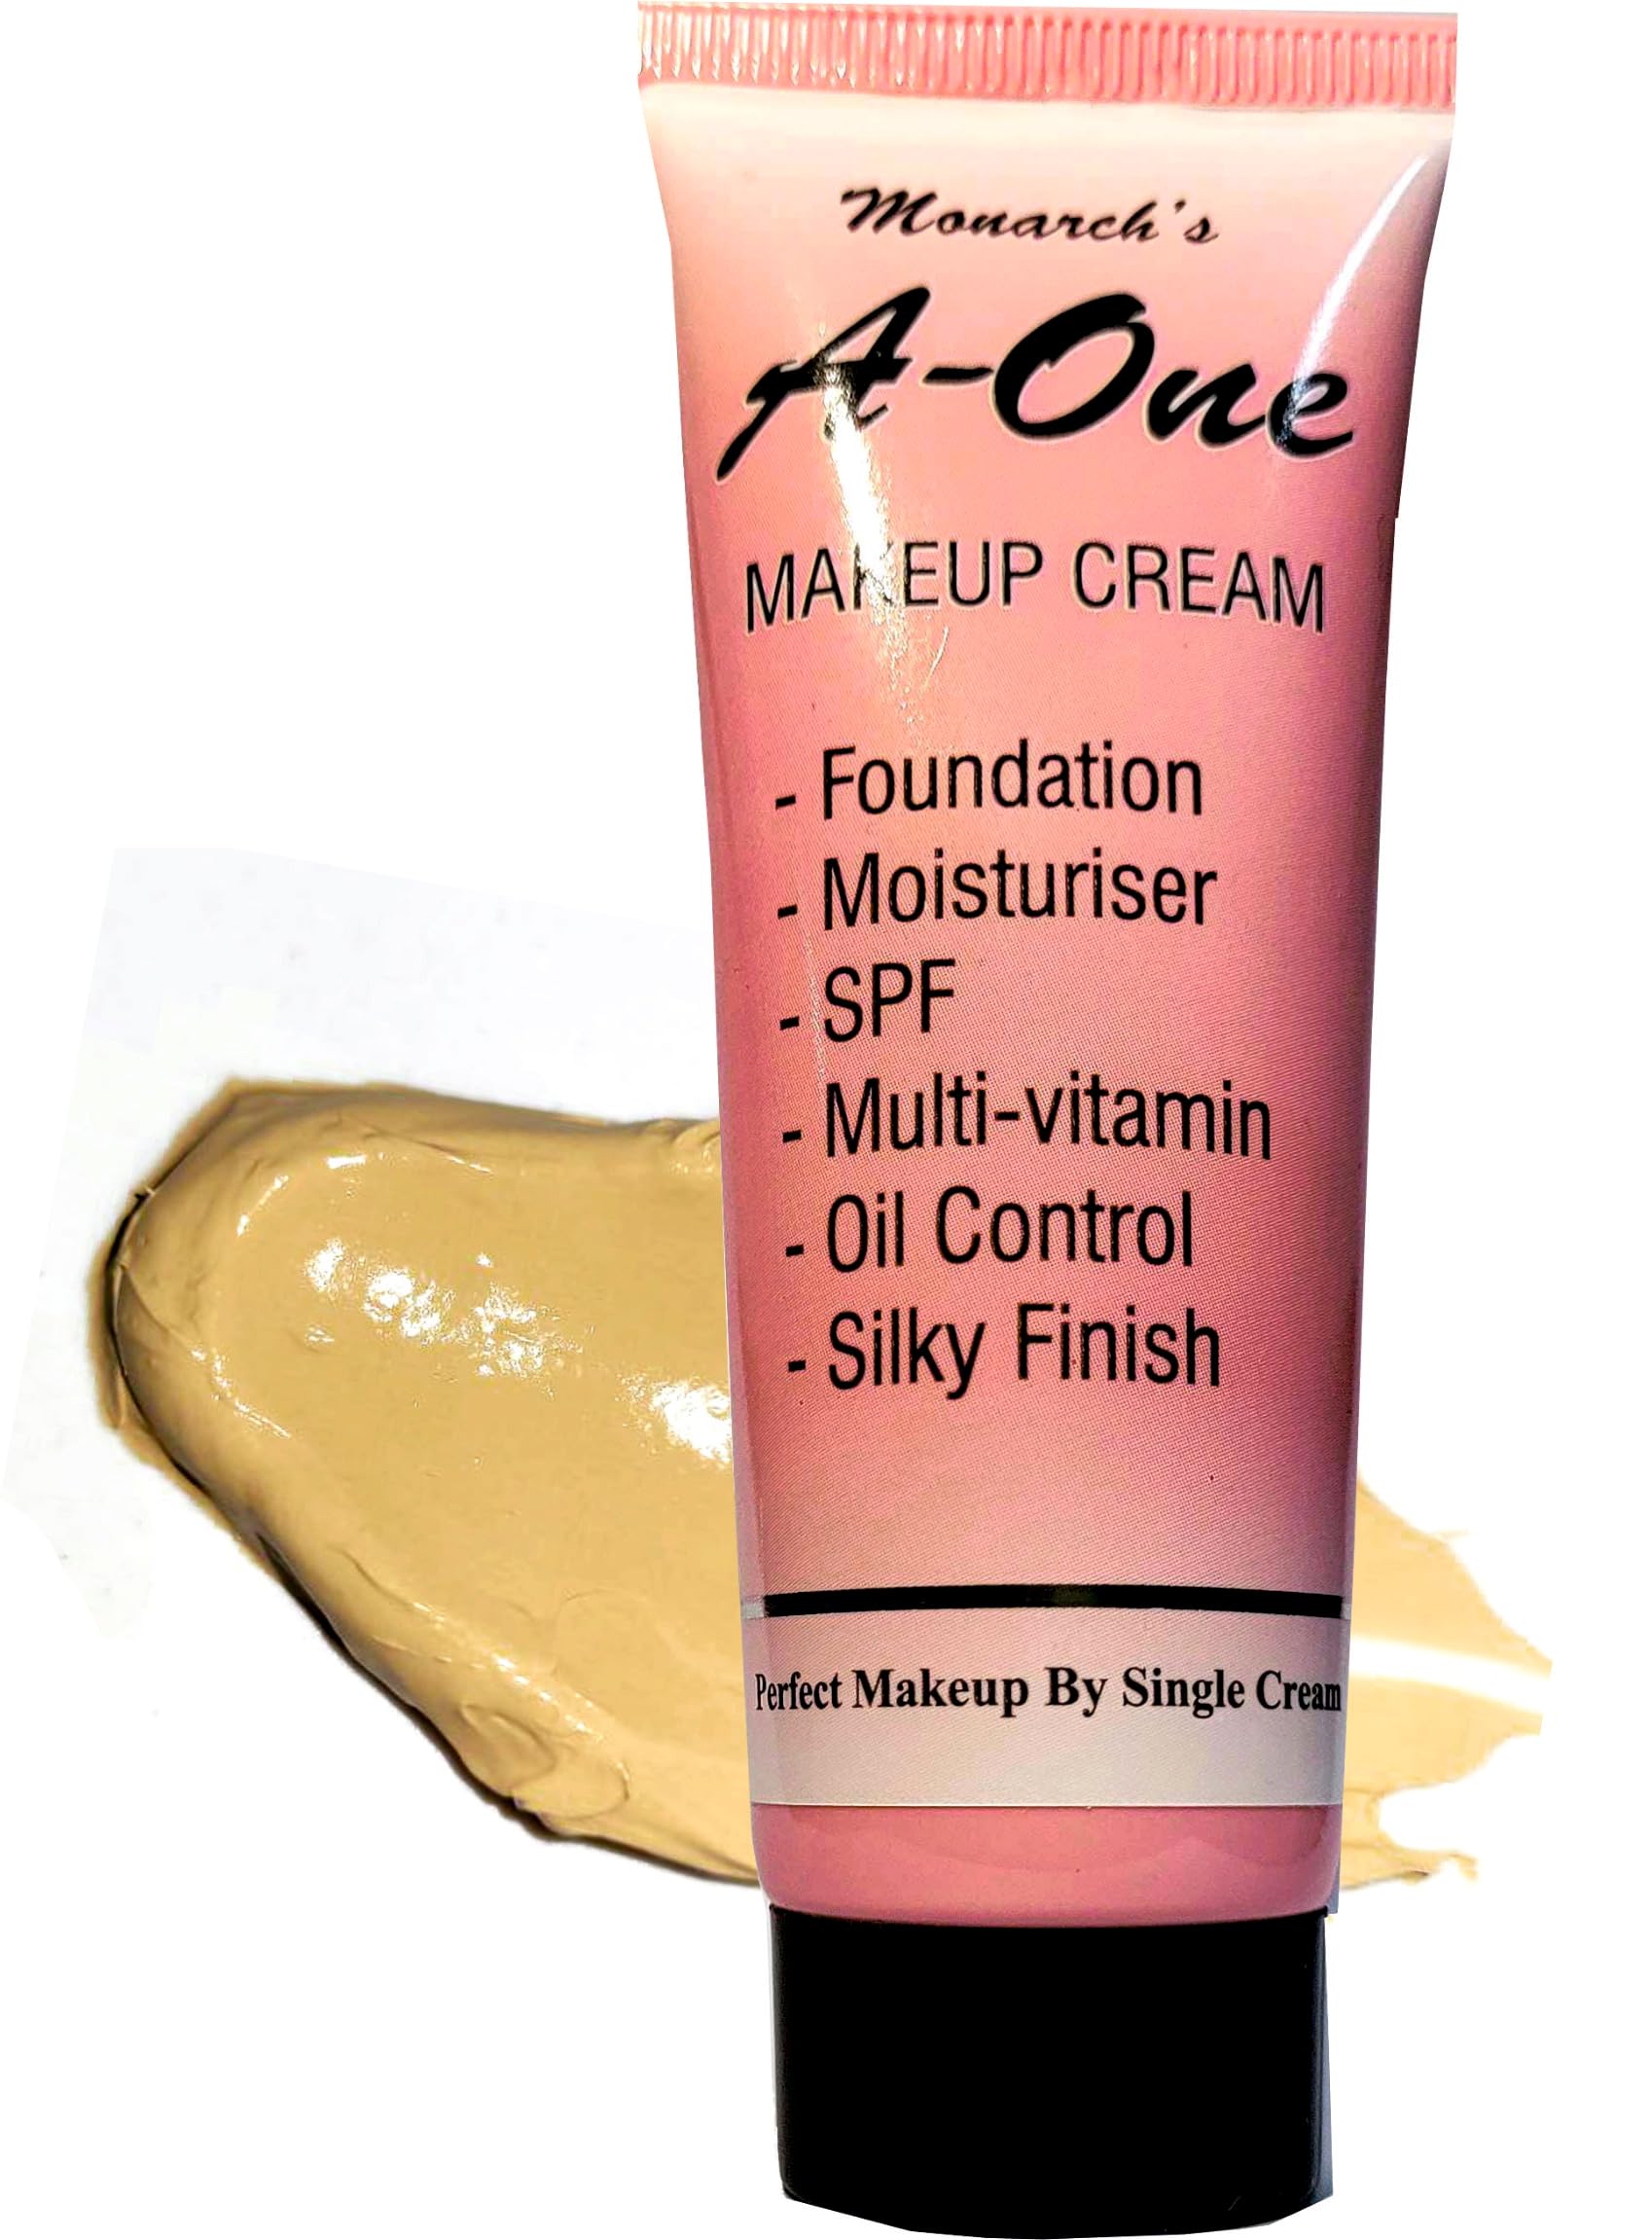 Monarch's
A-One
MAKEUP CREAM
- Foundation
- Moisturiser
- SPF
- Multi-vitamin
- Oil Control
- Silky Finish
Perfect Makeup By Single Cream